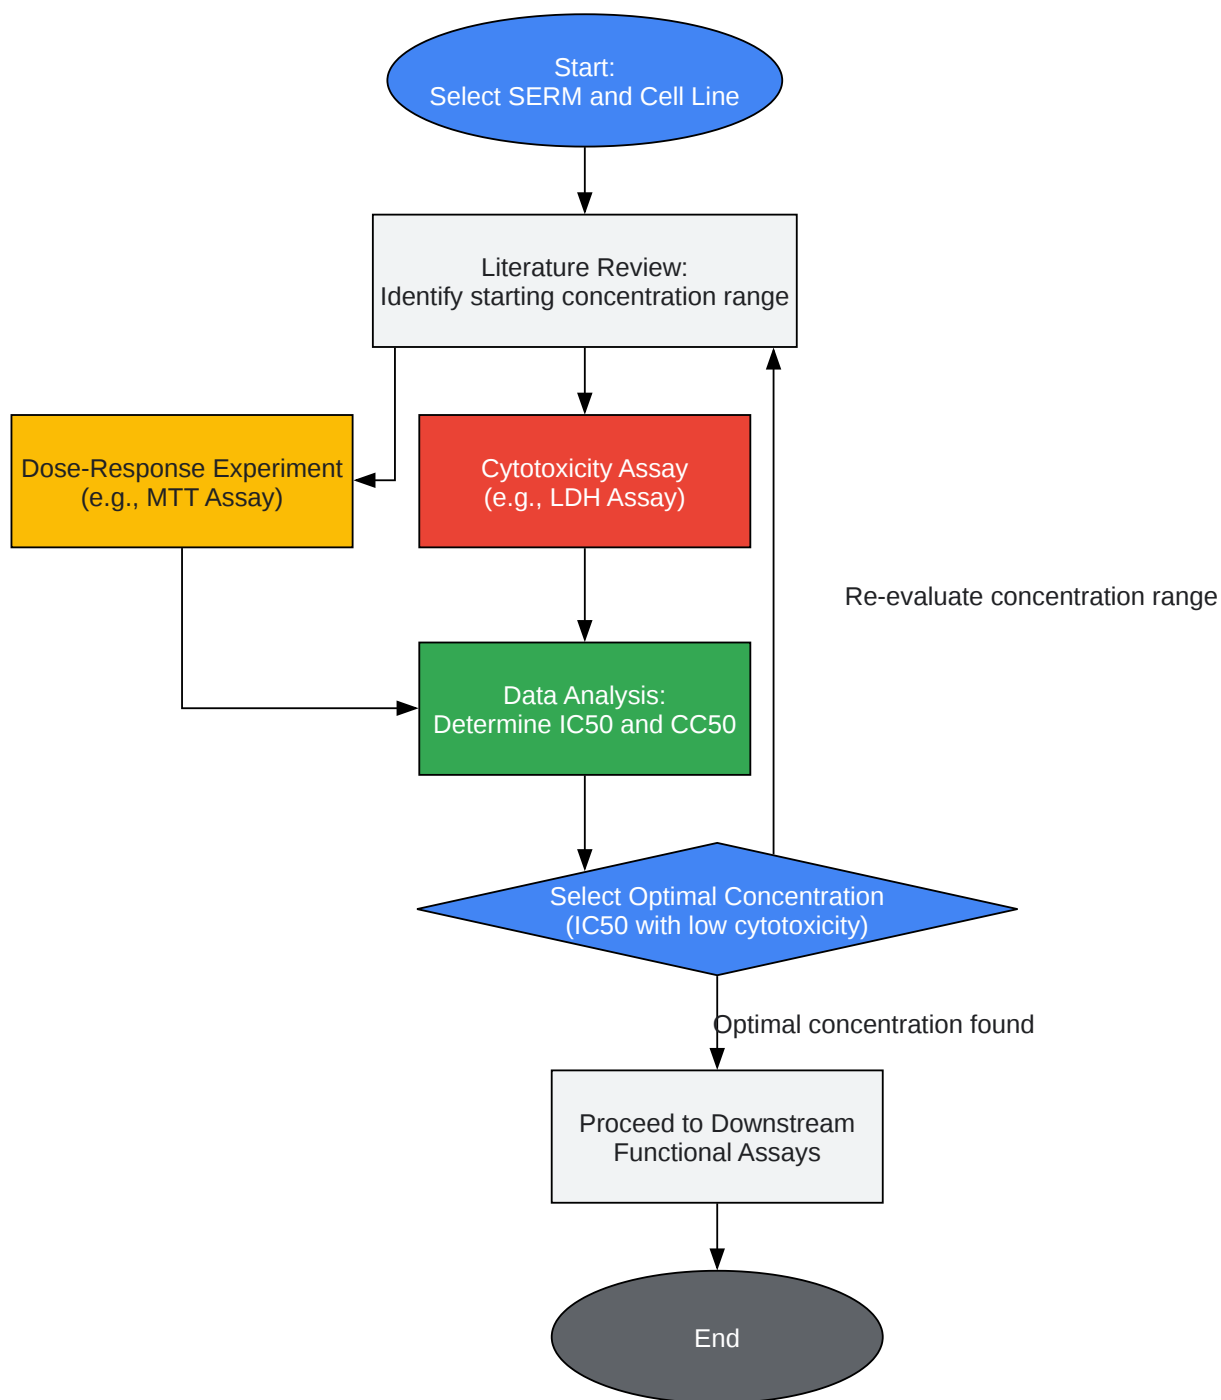 Start:
Select SERM and Cell Line
Literature Review:
Identify starting concentration range
Dose-Response Experiment
(e.g., MTT Assay)
Cytotoxicity Assay
(e.g., LDH Assay)
Re-evaluate concentration range
Data Analysis:
Determine IC50 and CC50
Select Optimal Concentration
(IC50 with low cytotoxicity)
Optimal concentration found
Proceed to Downstream
Functional Assays
End